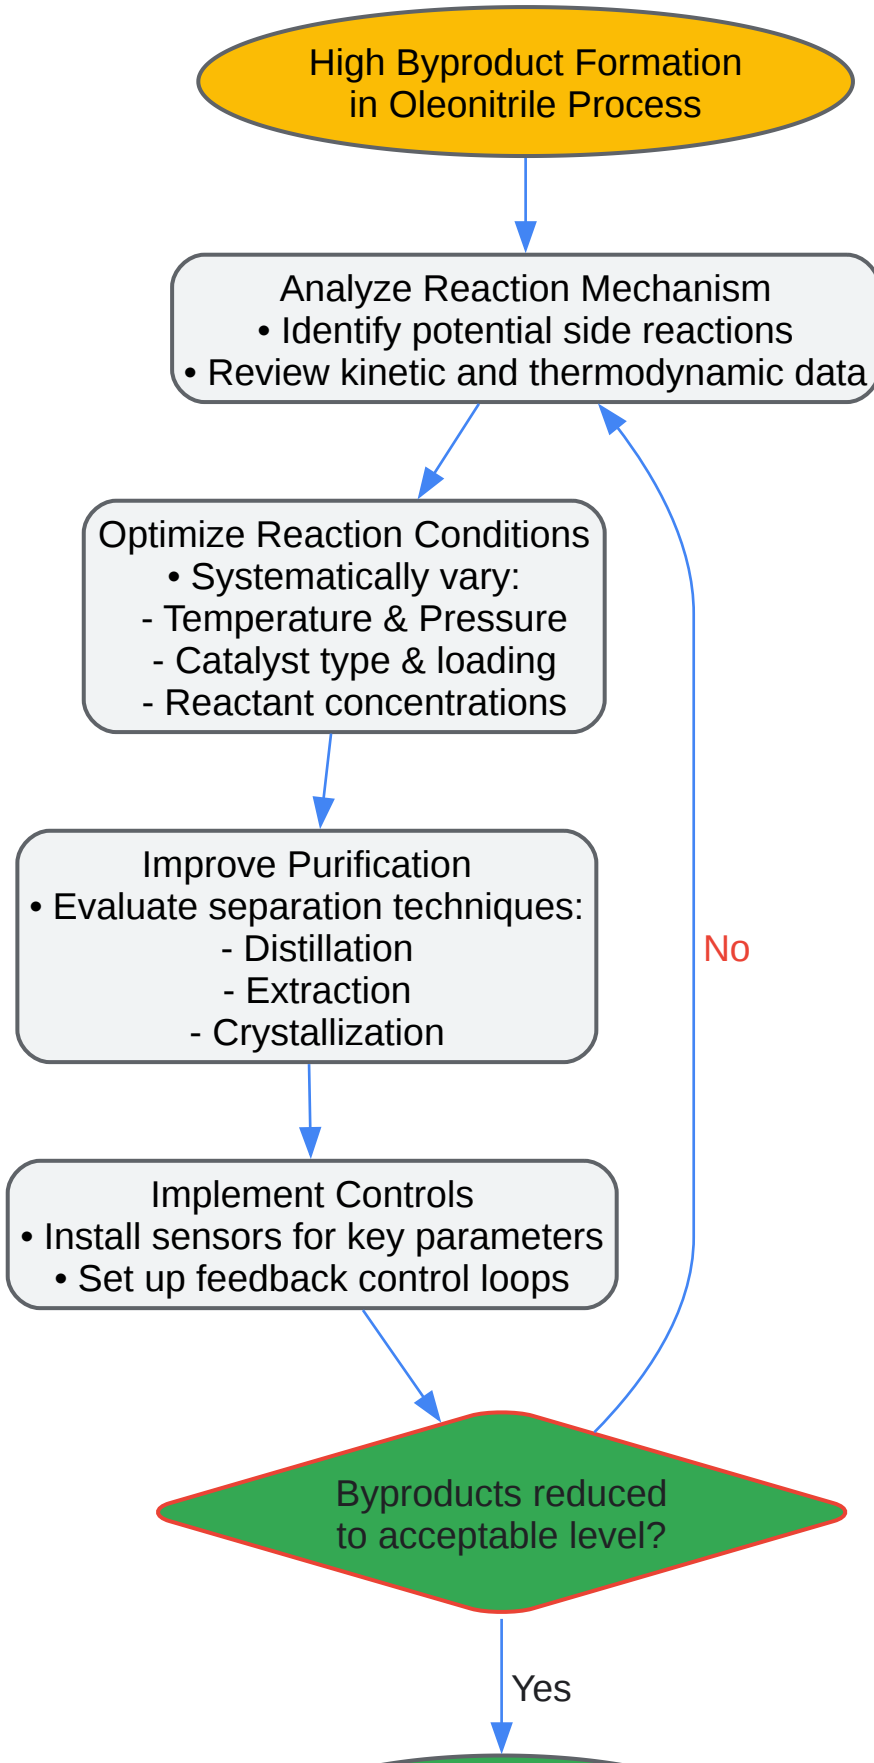 High Byproduct Formation
in Oleonitrile Process
Analyze Reaction Mechanism
• Identify potential side reactions
• Review kinetic and thermodynamic data
Optimize Reaction Conditions
• Systematically vary:
- Temperature & Pressure
- Catalyst type & loading
- Reactant concentrations
Improve Purification
• Evaluate separation techniques:
- Distillation
- Extraction
- Crystallization
No
Implement Controls
• Install sensors for key parameters
• Set up feedback control loops
Byproducts reduced
to acceptable level?
Yes